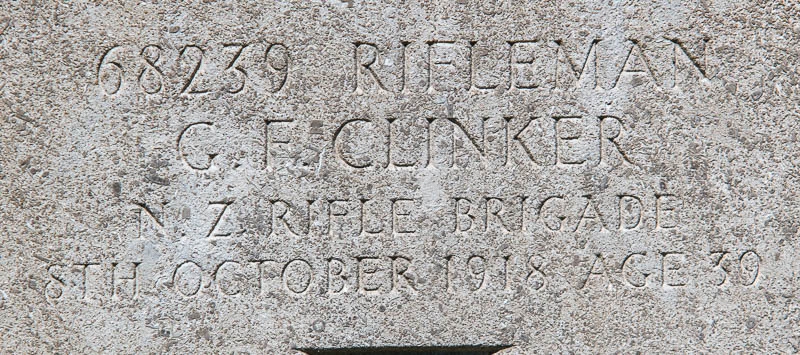 68239 RIFLEMAN
G. F. CLINKER
N Z RIFLE BRIGADE
8TH OCTOBER 1918 AGE 39